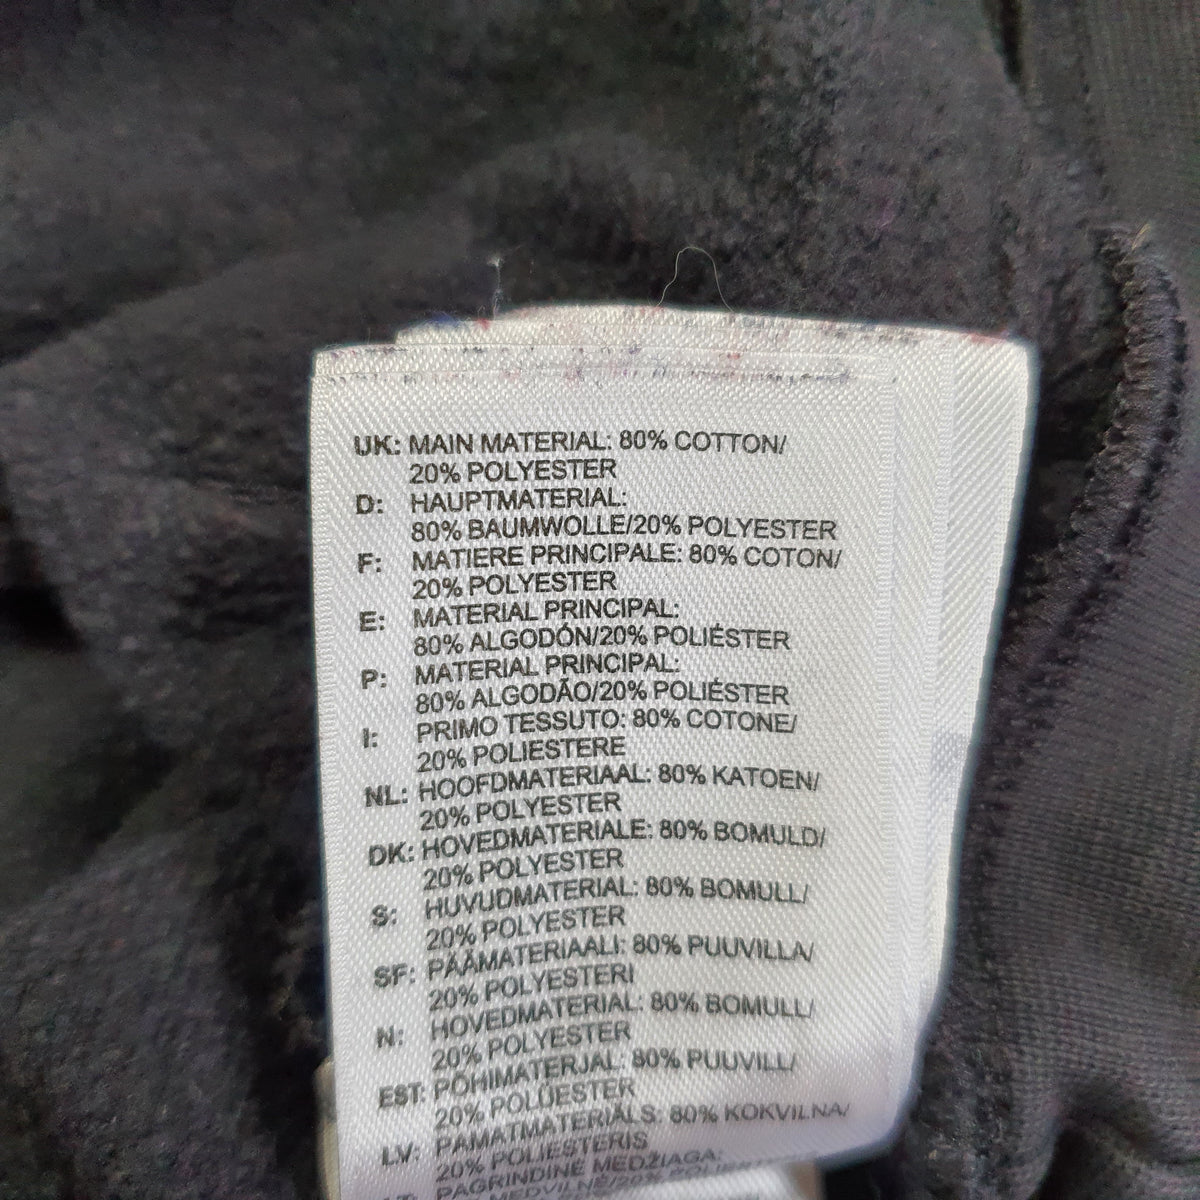 UK: MAIN MATERIAL: 80% COTTON/
20% POLYESTER
D: HAUPTMATERIAL:
80% BAUMWOLLE/20% POLYESTER
F: MATIERE PRINCIPALE: 80% COTON/
20% POLYESTER
E: MATERIAL PRINCIPAL:
80% ALGODÓN/20% POLIÉSTER
P: MATERIAL PRINCIPAL:
80% ALGODÃO/20% POLIÉSTER
I: PRIMO TESSUTO: 80% COTONE/
20% POLIESTERE
NL: HOOFDMATERIAAL: 80% KATOEN/
20% POLYESTER
DK: HOVEDMATERIALE: 80% BOMULD/
20% POLYESTER
S: HUVUDMATERIAL: 80% BOMULL/
20% POLYESTER
SF: PÄÄMATERIAALI: 80% PUUVILLA/
20% POLYESTERI
N: HOVEDMATERIAL: 80% BOMULL/
20% POLYESTER
EST: PÕHIMATERJAL: 80% PUUVILL/
20% POLÜESTER
LV: PAMATMATERIĀLS: 80% KOKVILNA/
20% POLIESTERIS
PAGRINDINĖ MEDŽIAGA: